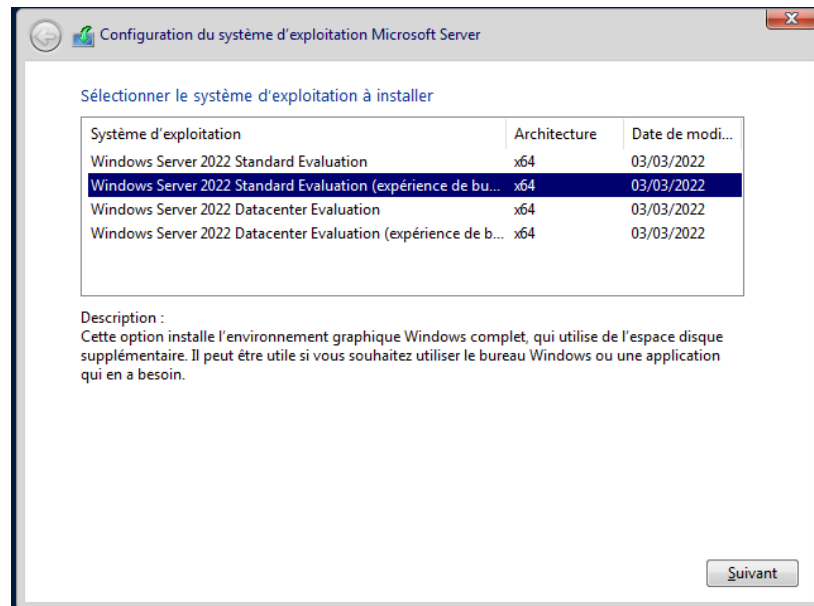 Configuration du système d'exploitation Microsoft Server
Sélectionner le système d'exploitation à installer
Système d'exploitation Architecture Date de modi...
Windows Server 2022 Standard Evaluation x64 03/03/2022
Windows Server 2022 Standard Evaluation (expérience de bu... x64 03/03/2022
Windows Server 2022 Datacenter Evaluation x64 03/03/2022
Windows Server 2022 Datacenter Evaluation (expérience de b... x64 03/03/2022
Description :
Cette option installe l'environnement graphique Windows complet, qui utilise de l'espace disque
supplémentaire. Il peut être utile si vous souhaitez utiliser le bureau Windows ou une application
qui en a besoin.
Suivant